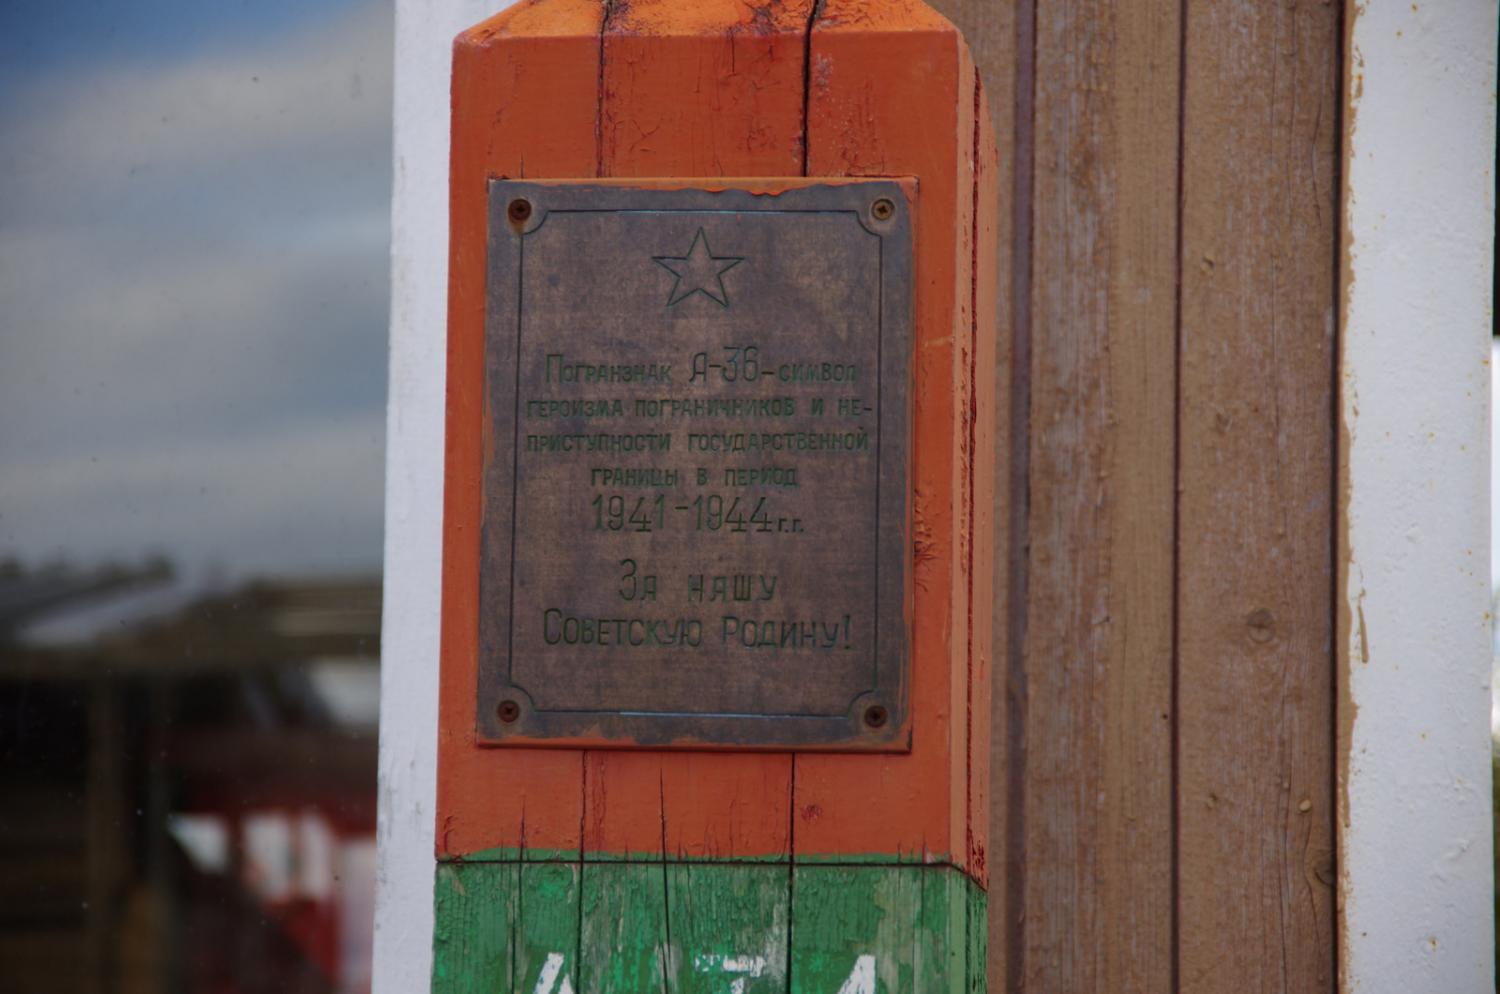 Погранзнак А-36-символ
героизма пограничников и не-
приступности государственной
границы в период
1941-1944 г.г.
За нашу
Советскую Родину!